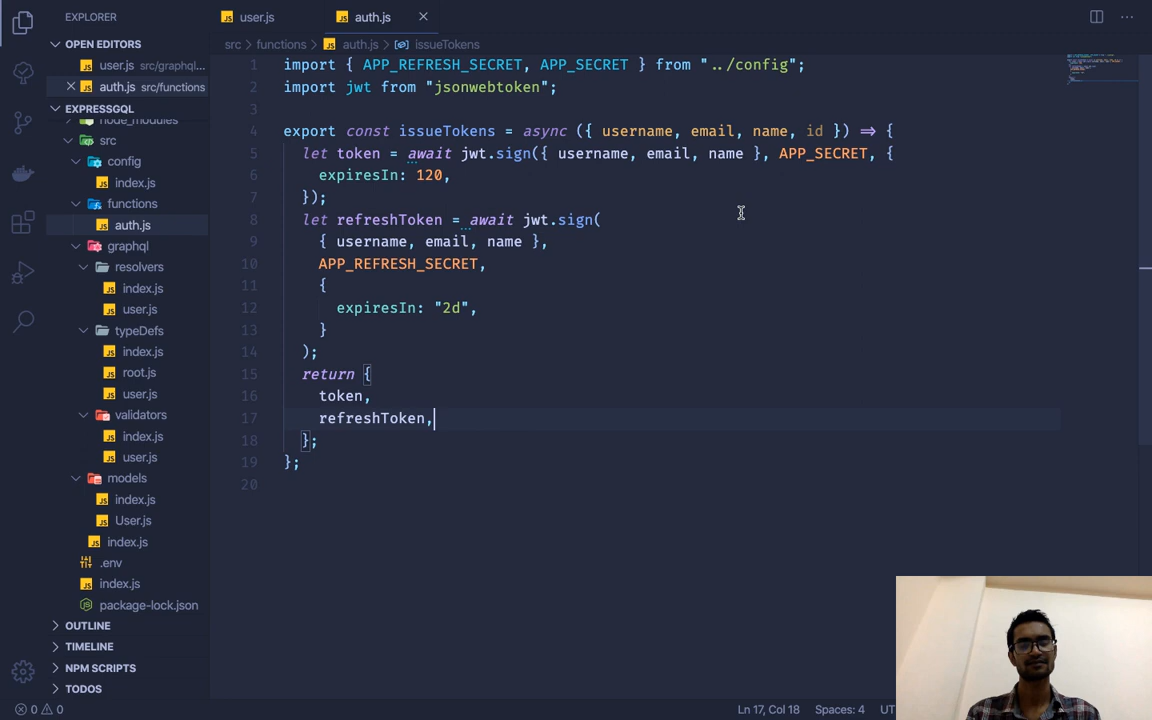 EXPLORER
OPEN EDITORS
user.js src/graphql...
auth.js src/functions
EXPRESSGQL
node_modules
src
config
index.js
functions
auth.js
graphql
resolvers
index.js
user.js
typeDefs
index.js
root.js
user.js
validators
index.js
user.js
models
index.js
User.js
index.js
.env
index.js
package-lock.json
OUTLINE
TIMELINE
NPM SCRIPTS
TODOS
user.js
auth.js
src > functions > auth.js > issueTokens
1 import { APP_REFRESH_SECRET, APP_SECRET } from "../config";
2 import jwt from "jsonwebtoken";
3
4 export const issueTokens = async ({ username, email, name, id }) => {
5 let token = await jwt.sign({ username, email, name }, APP_SECRET, {
6 expiresIn: 120,
7 });
8 let refreshToken = await jwt.sign(
9 { username, email, name },
10 APP_REFRESH_SECRET,
11 {
12 expiresIn: "2d",
13 }
14 );
15 return {
16 token,
17 refreshToken,
18 };
19 };
20
0 0
Ln 17, Col 18 Spaces: 4 UT